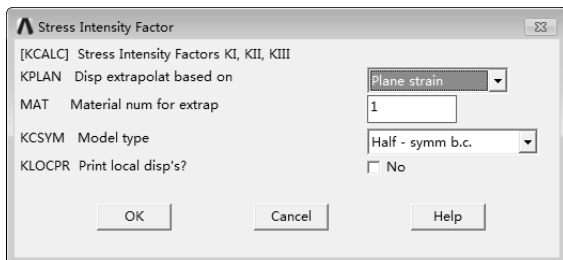 Stress Intensity Factor
[KCALC] Stress Intensity Factors KI, KII, KIII
KPLAN Disp extrapolat based on Plane strain
MAT Material num for extrap 1
KCSYM Model type Half - symm b.c.
KLOCPR Print local disp's? No
OK Cancel Help